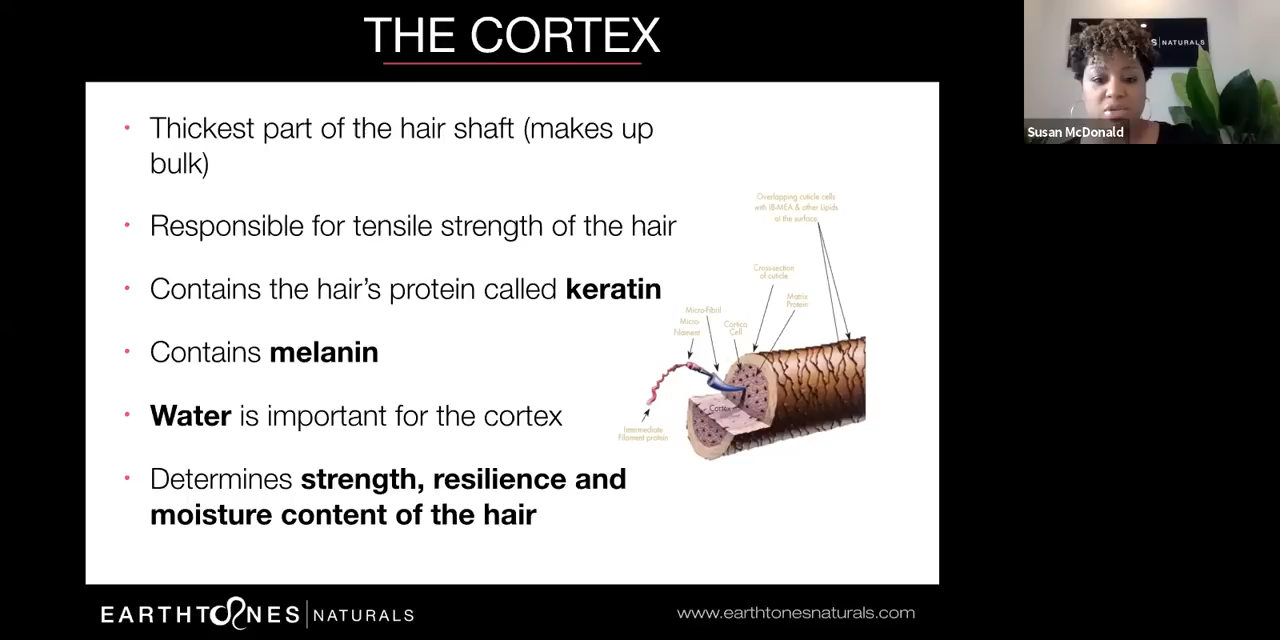 THE CORTEX
S | NATURALS
Susan McDonald
• Thickest part of the hair shaft (makes up
bulk)
• Responsible for tensile strength of the hair
• Contains the hair's protein called keratin
• Contains melanin
• Water is important for the cortex
• Determines strength, resilience and
moisture content of the hair
Overlapping cuticle cells
with 18-MEA & other Lipids
at the surface
Cross-section
of cuticle
Matrix
Protein
Micro-Fibril
Micro-
Filament
Cortico
Cell
Cortex
Intermediate
Filament protein
EARTHTONES | NATURALS
www.earthtonesnaturals.com